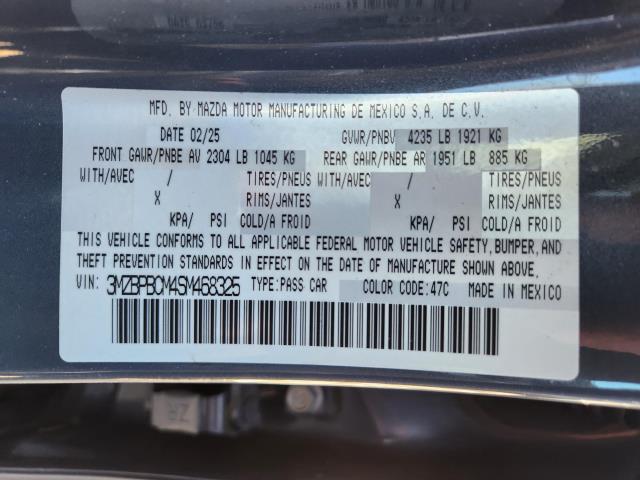 MFD. BY MAZDA MOTOR MANUFACTURING DE MEXICO S.A. DE C.V.
DATE 02/25 GVWR/PNBV 4235 LB 1921 KG
FRONT GAWR/PNBE AV 2304 LB 1045 KG REAR GAWR/PNBE AR 1951 LB 885 KG
WITH/AVEC / TIRES/PNEUS WITH/AVEC / TIRES/PNEUS
X RIMS/JANTES X RIMS/JANTES
KPA/ PSI COLD/A FROID KPA/ PSI COLD/A FROID
THIS VEHICLE CONFORMS TO ALL APPLICABLE FEDERAL MOTOR VEHICLE SAFETY, BUMPER, AND
THEFT PREVENTION STANDARDS IN EFFECT ON THE DATE OF MANUFACTURE SHOWN ABOVE.
VIN: 3MZBPBCM4SM468325 TYPE:PASS CAR COLOR CODE:47C MADE IN MEXICO